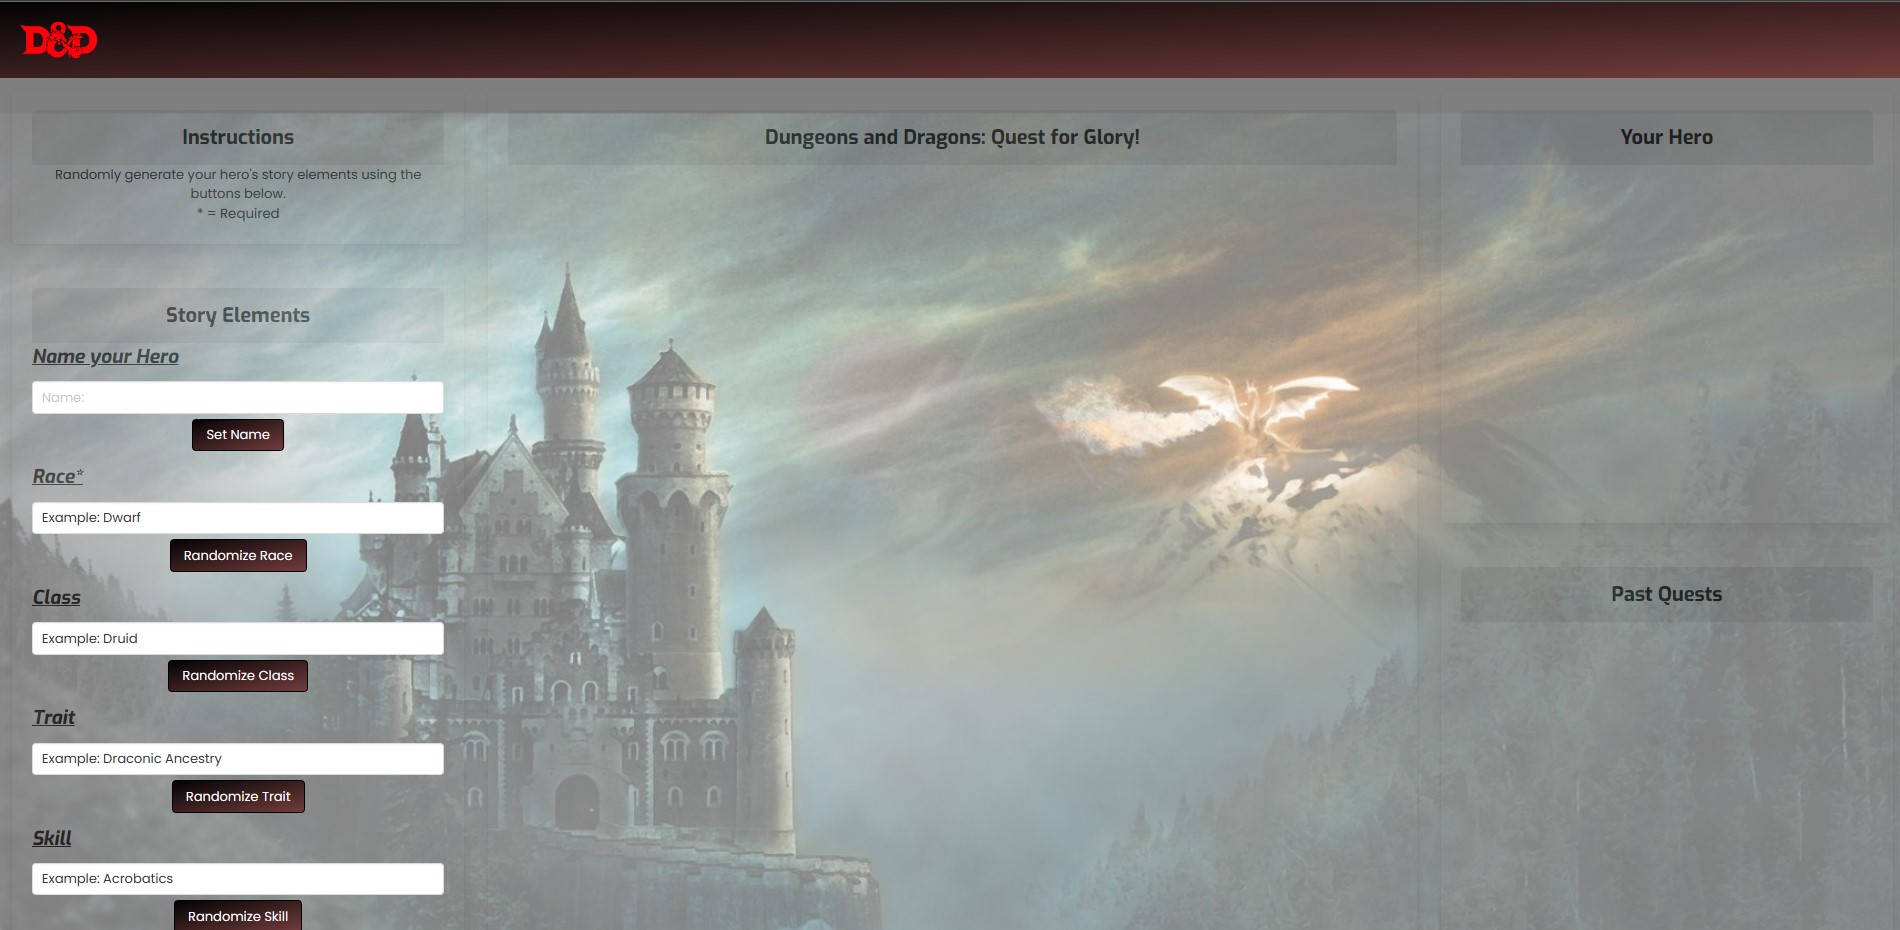 D&D
Instructions
Randomly generate your hero's story elements using the
buttons below.
* = Required
Story Elements
Name your Hero
Name:
Set Name
Race*
Example: Dwarf
Randomize Race
Class
Example: Druid
Randomize Class
Trait
Example: Draconic Ancestry
Randomize Trait
Skill
Example: Acrobatics
Randomize Skill
Dungeons and Dragons: Quest for Glory!
Your Hero
Past Quests